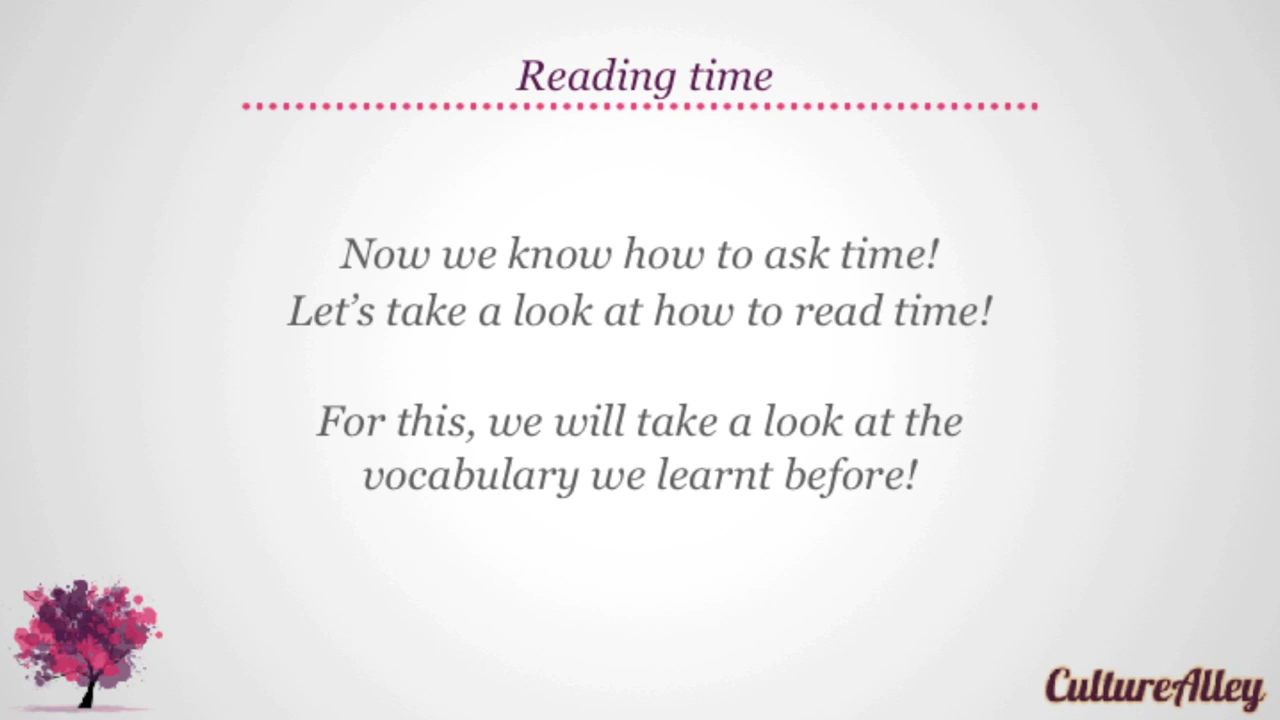 Reading time
Now we know how to ask time!
Let’s take a look at how to read time!
For this, we will take a look at the
vocabulary we learnt before!
CultureAlley